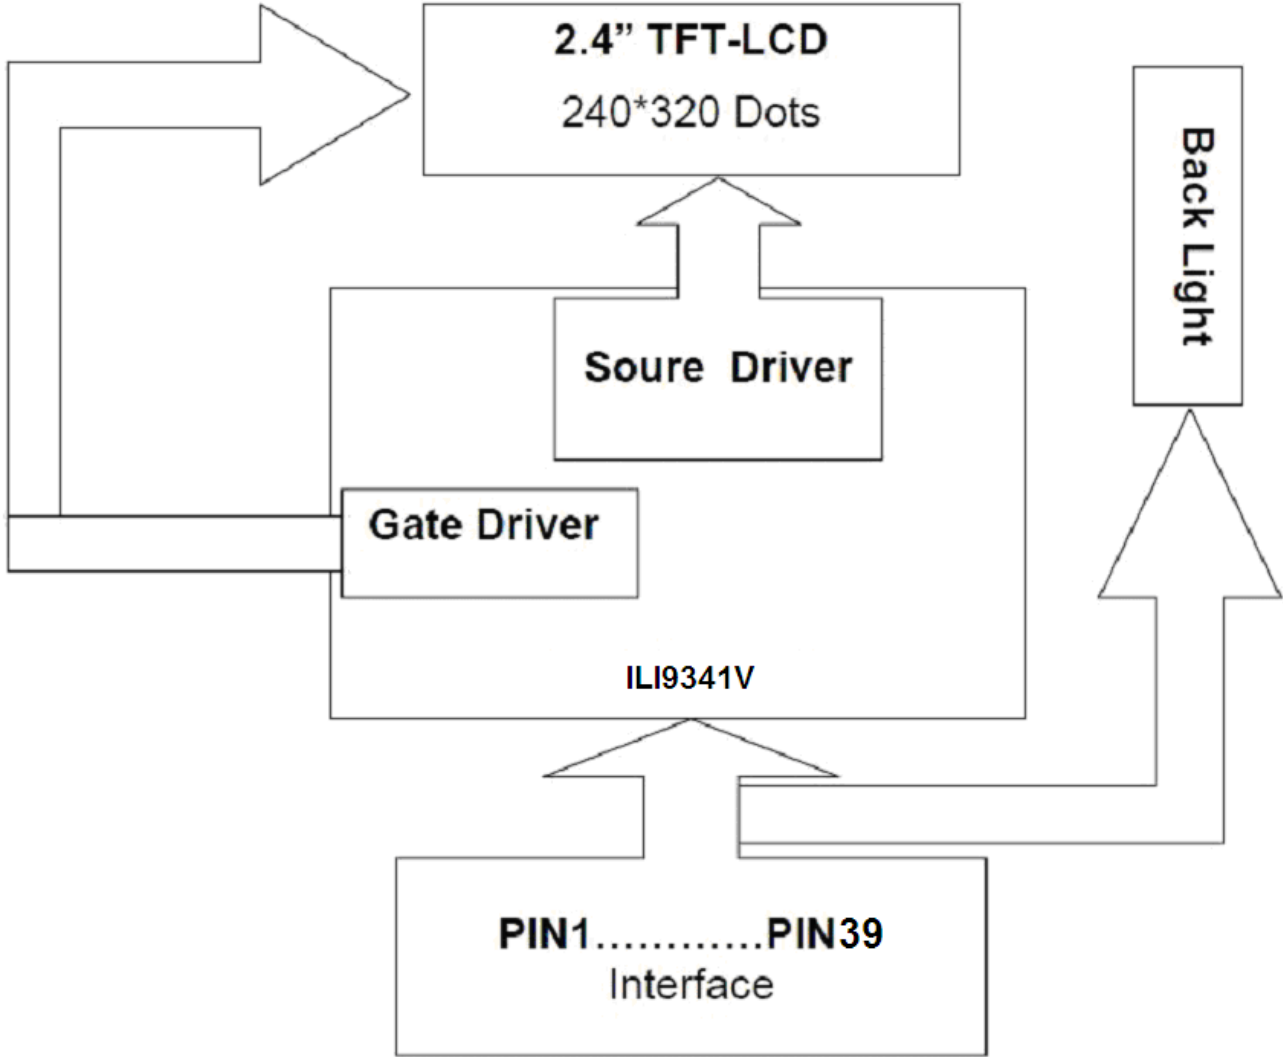 2.4” TFT-LCD
240*320 Dots
Back Light
Soure Driver
Gate Driver
ILI9341V
PIN1............PIN39
Interface